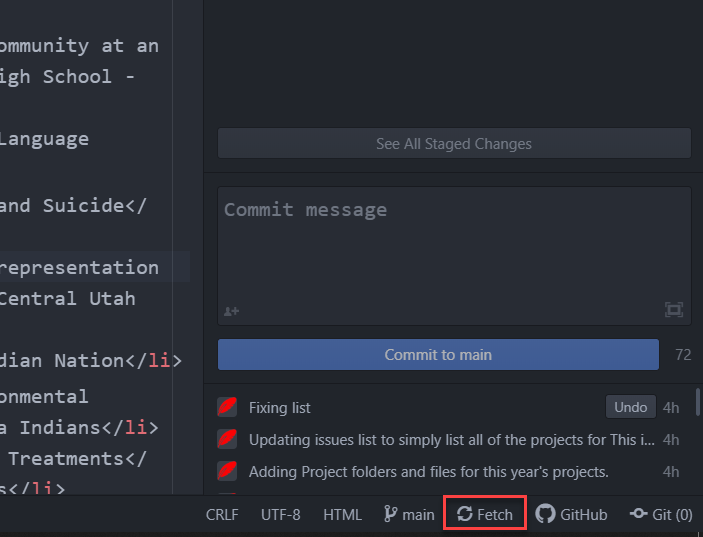 ommunity at an
igh School -
Language
and Suicide</
representation
Central Utah
dian Nation</li>
onmental
a Indians</li>
Treatments</
s</li>
See All Staged Changes
Commit message
Commit to main 72
Fixing list Undo 4h
Updating issues list to simply list all of the projects for This i... 4h
Adding Project folders and files for this year's projects. 4h
CRLF UTF-8 HTML main Fetch GitHub Git (0)